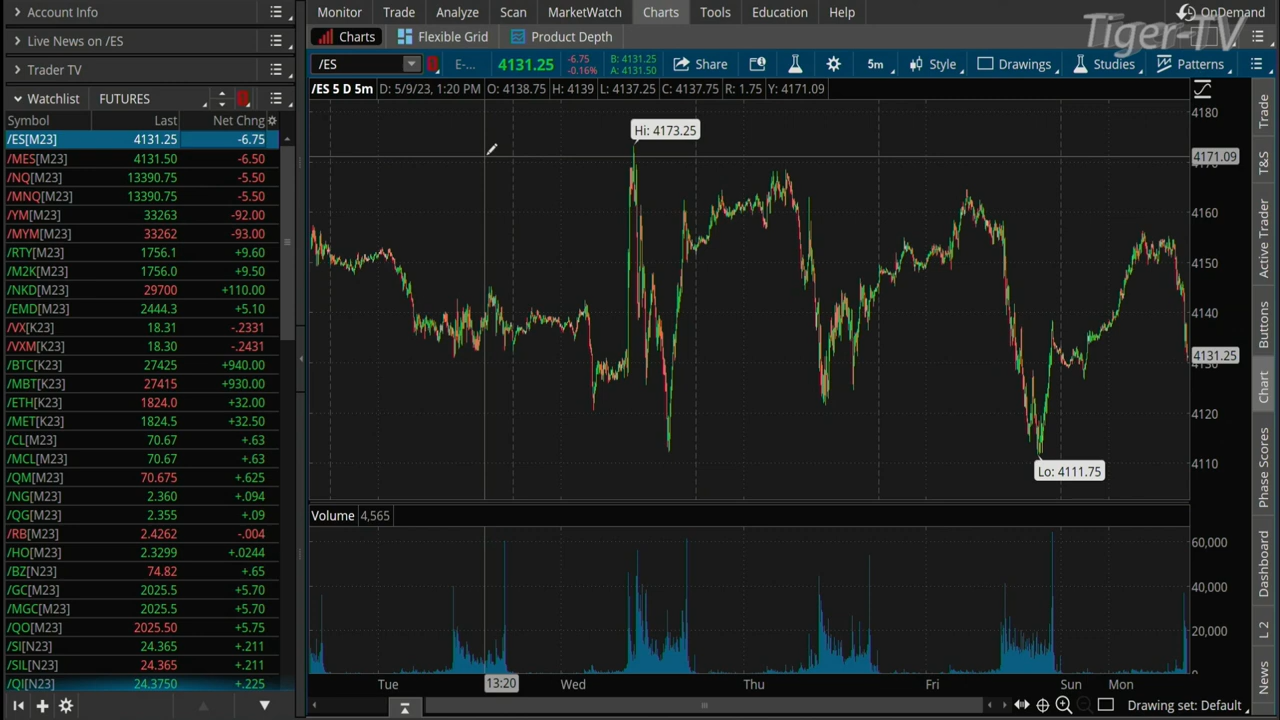 Account Info
Monitor Trade Analyze Scan MarketWatch Charts Tools Education Help OnDemand
Tiger-TV
Live News on /ES
Charts Flexible Grid Product Depth
Trader TV
/ES E-... 4131.25 -6.75 -0.16% B: 4131.25 A: 4131.50 Share 5m Style Drawings Studies Patterns
Watchlist FUTURES
/ES 5 D 5m D: 5/9/23, 1:20 PM O: 4138.75 H: 4139 L: 4137.25 C: 4137.75 R: 1.75 Y: 4171.09
Symbol Last Net Chng
/ES[M23] 4131.25 -6.75
/MES[M23] 4131.50 -6.50
/NQ[M23] 13390.75 -5.50
/MNQ[M23] 13390.75 -5.50
/YM[M23] 33263 -92.00
/MYM[M23] 33262 -93.00
/RTY[M23] 1756.1 +9.60
/M2K[M23] 1756.0 +9.50
/NKD[M23] 29700 +110.00
/EMD[M23] 2444.3 +5.10
/VX[K23] 18.31 -.2331
/VXM[K23] 18.30 -.2431
/BTC[K23] 27425 +940.00
/MBT[K23] 27415 +930.00
/ETH[K23] 1824.0 +32.00
/MET[K23] 1824.5 +32.50
/CL[M23] 70.67 +.63
/MCL[M23] 70.67 +.63
/QM[M23] 70.675 +.625
/NG[M23] 2.360 +.094
/QG[M23] 2.355 +.09
/RB[M23] 2.4262 -.004
/HO[M23] 2.3299 +.0244
/BZ[N23] 74.82 +.65
/GC[M23] 2025.5 +5.70
/MGC[M23] 2025.5 +5.70
/QO[M23] 2025.50 +5.75
/SI[N23] 24.365 +.211
/SIL[N23] 24.365 +.211
/QI[N23] 24.3750 +.225
Hi: 4173.25
Lo: 4111.75
4180
4171.09
4160
4150
4140
4131.25
4130
4120
4110
Volume 4,565
60,000
40,000
20,000
Tue 13:20 Wed Thu Fri Sun Mon
Drawing set: Default
Trade
T&S
Active Trader
Buttons
Chart
Phase Scores
Dashboard
L 2
News